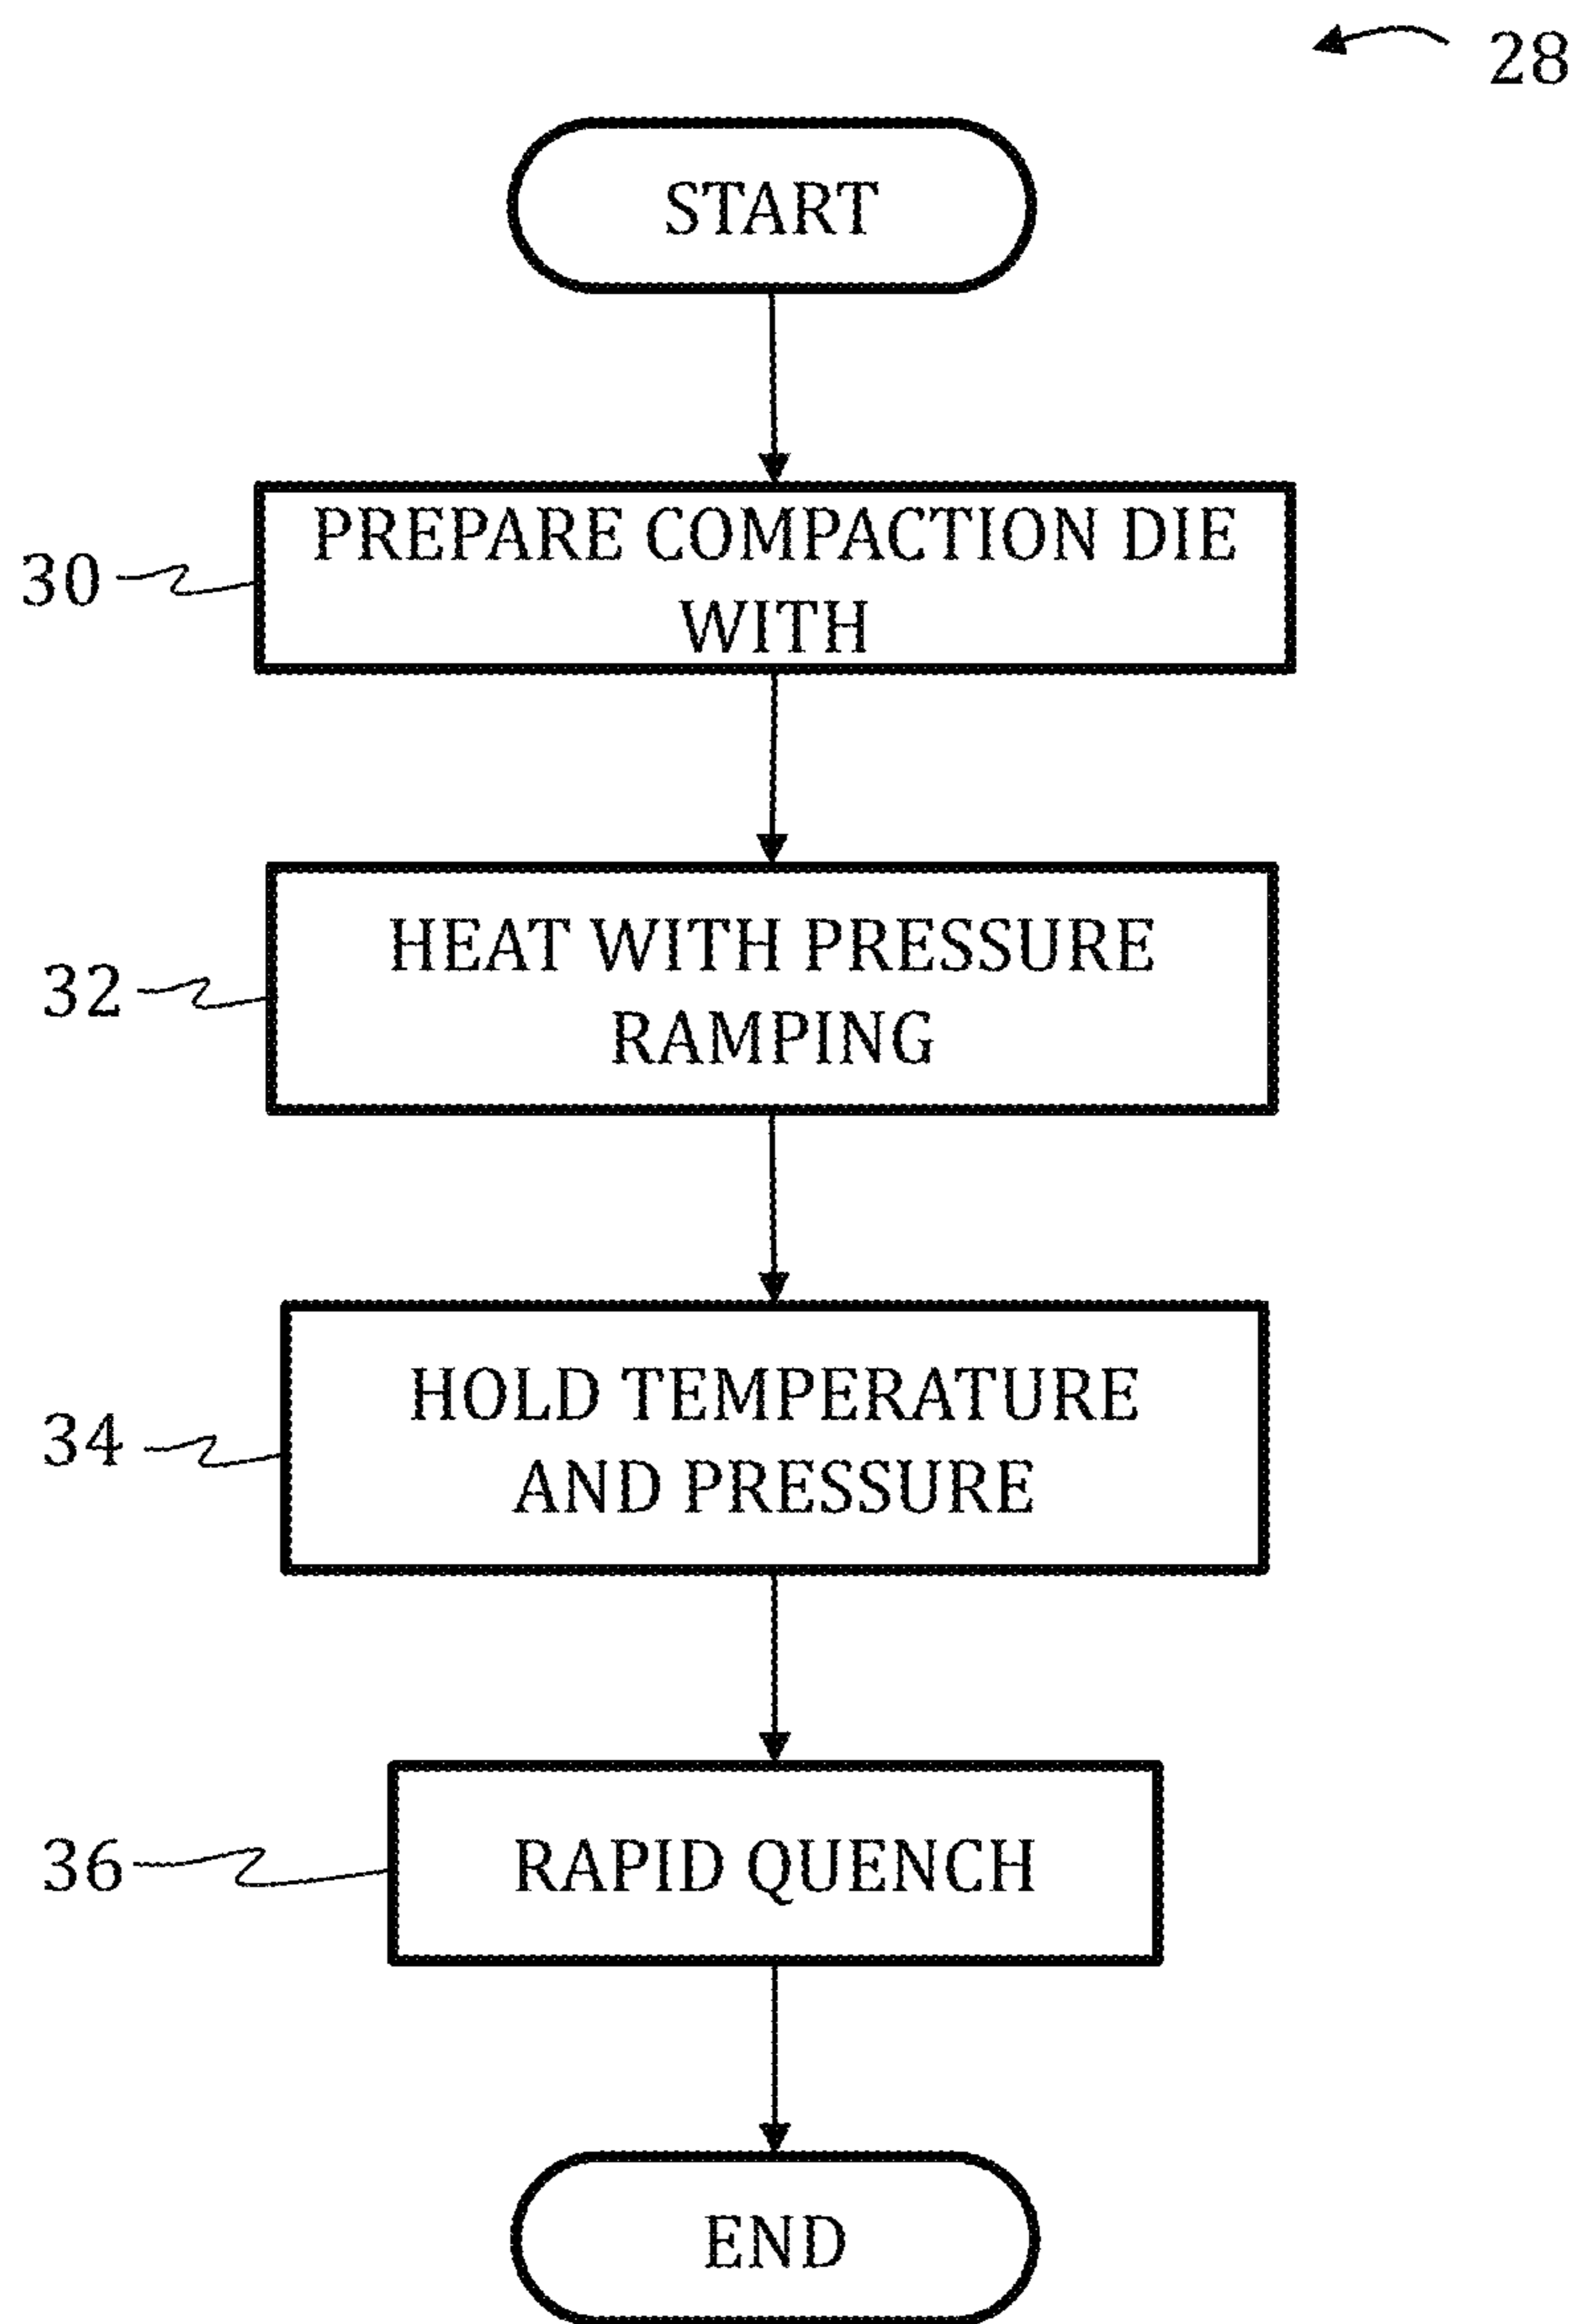 28
START
PREPARE COMPACTION DIE
WITH
30
HEAT WITH PRESSURE
RAMPING
32
HOLD TEMPERATURE
AND PRESSURE
34
RAPID QUENCH
36
END